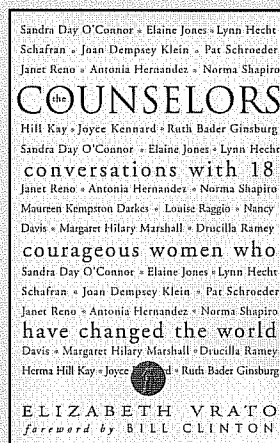 Sandra Day O'Connor • Elaine Jones • Lynn Hecht
Schafran • Joan Dempsey Klein • Pat Schroeder
Janet Reno • Antonia Hernandez • Norma Shapiro
the COUNSELORS
Hill Kay • Joyce Kennard • Ruth Bader Ginsburg
Sandra Day O'Connor • Elaine Jones • Lynn Hecht
conversations with 18
Janet Reno • Antonia Hernandez • Norma Shapiro
Maureen Kempston Darkes • Louise Raggio • Nancy
Davis • Margaret Hilary Marshall • Drucilla Ramey
courageous women who
Sandra Day O'Connor • Elaine Jones • Lynn Hecht
Schafran • Joan Dempsey Klein • Pat Schroeder
Janet Reno • Antonia Hernandez • Norma Shapiro
have changed the world
Davis • Margaret Hilary Marshall • Drucilla Ramey
Herma Hill Kay • Joyce d • Ruth Bader Ginsburg
ELIZABETH VRATO
foreword by BILL CLINTON